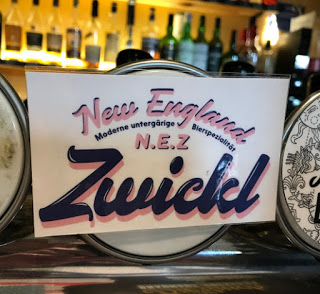 New England
Moderne untergärige Bierspezialität
N.E.Z
Zwickl